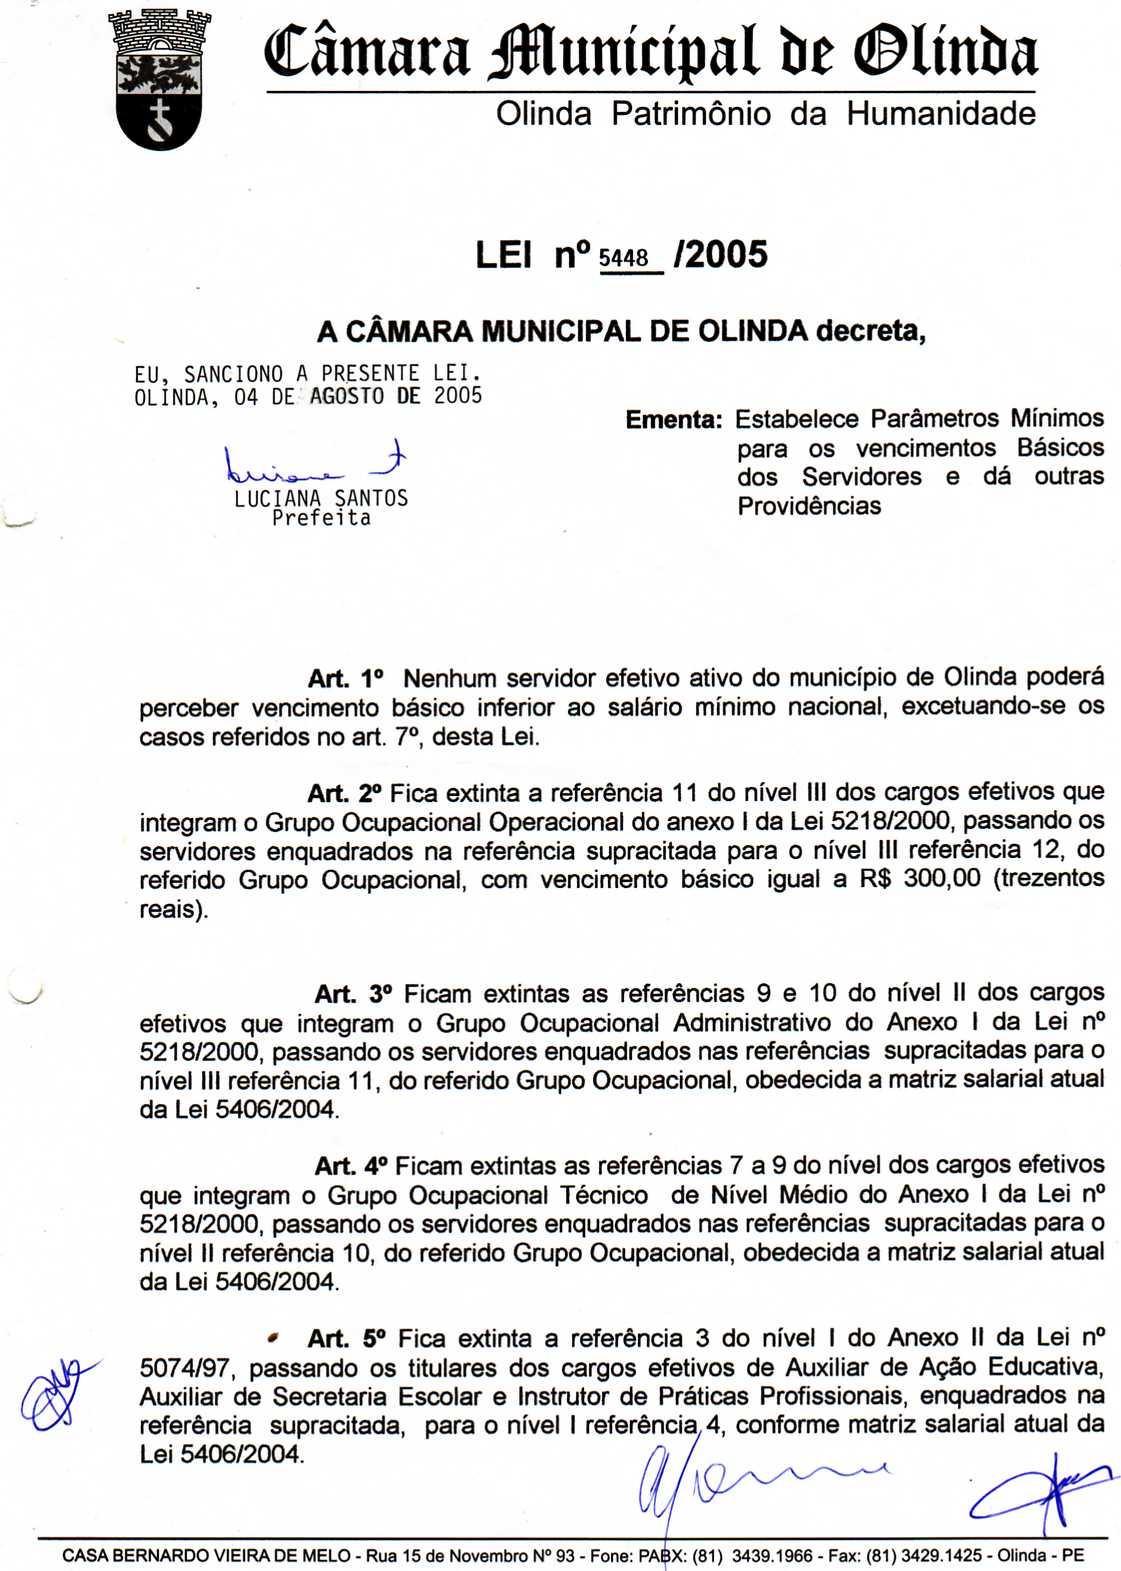 Câmara Municipal de Olinda
Olinda Patrimônio da Humanidade
LEI nº 5448 /2005
A CÂMARA MUNICIPAL DE OLINDA decreta,
EU, SANCIONO A PRESENTE LEI.
OLINDA, 04 DE AGOSTO DE 2005
LUCIANA SANTOS
Prefeita
Ementa: Estabelece Parâmetros Mínimos
para os vencimentos Básicos
dos Servidores e dá outras
Providências
Art. 1º Nenhum servidor efetivo ativo do município de Olinda poderá
perceber vencimento básico inferior ao salário mínimo nacional, excetuando-se os
casos referidos no art. 7º, desta Lei.
Art. 2º Fica extinta a referência 11 do nível III dos cargos efetivos que
integram o Grupo Ocupacional Operacional do anexo I da Lei 5218/2000, passando os
servidores enquadrados na referência supracitada para o nível III referência 12, do
referido Grupo Ocupacional, com vencimento básico igual a R$ 300,00 (trezentos
reais).
Art. 3º Ficam extintas as referências 9 e 10 do nível II dos cargos
efetivos que integram o Grupo Ocupacional Administrativo do Anexo I da Lei nº
5218/2000, passando os servidores enquadrados nas referências supracitadas para o
nível III referência 11, do referido Grupo Ocupacional, obedecida a matriz salarial atual
da Lei 5406/2004.
Art. 4º Ficam extintas as referências 7 a 9 do nível dos cargos efetivos
que integram o Grupo Ocupacional Técnico de Nível Médio do Anexo I da Lei nº
5218/2000, passando os servidores enquadrados nas referências supracitadas para o
nível II referência 10, do referido Grupo Ocupacional, obedecida a matriz salarial atual
da Lei 5406/2004.
Art. 5º Fica extinta a referência 3 do nível I do Anexo II da Lei nº
5074/97, passando os titulares dos cargos efetivos de Auxiliar de Ação Educativa,
Auxiliar de Secretaria Escolar e Instrutor de Práticas Profissionais, enquadrados na
referência supracitada, para o nível I referência 4, conforme matriz salarial atual da
Lei 5406/2004.
CASA BERNARDO VIEIRA DE MELO - Rua 15 de Novembro Nº 93 - Fone: PABX: (81) 3439.1966 - Fax: (81) 3429.1425 - Olinda - PE